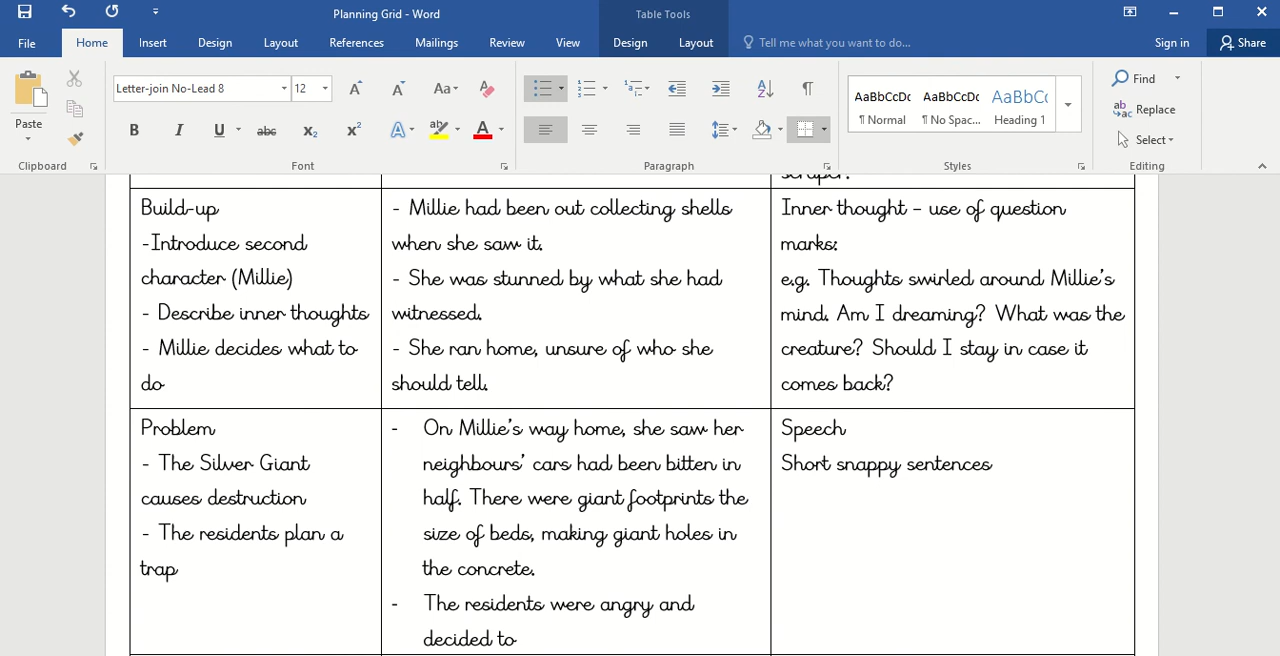 Planning Grid - Word
Table Tools
File Home Insert Design Layout References Mailings Review View Design Layout Tell me what you want to do... Sign in Share
Letter-join No-Lead 8 12
Paste
Clipboard
Aa
B I U abc X₂ X²
A A
Font
Paragraph
AaBbCcDc AaBbCcDc AaBbCc
¶ Normal ¶ No Spac... Heading 1
Styles
Find
Replace
Select
Editing
scraper.
Build-up
-Introduce second
character (Millie)
- Describe inner thoughts
- Millie decides what to
do
- Millie had been out collecting shells
when she saw it.
- She was stunned by what she had
witnessed.
- She ran home, unsure of who she
should tell.
Inner thought - use of question
marks:
e.g. Thoughts swirled around Millie's
mind. Am I dreaming? What was the
creature? Should I stay in case it
comes back?
Problem
- The Silver Giant
causes destruction
- The residents plan a
trap
- On Millie's way home, she saw her
neighbours' cars had been bitten in
half. There were giant footprints the
size of beds, making giant holes in
the concrete.
- The residents were angry and
decided to
Speech
Short snappy sentences